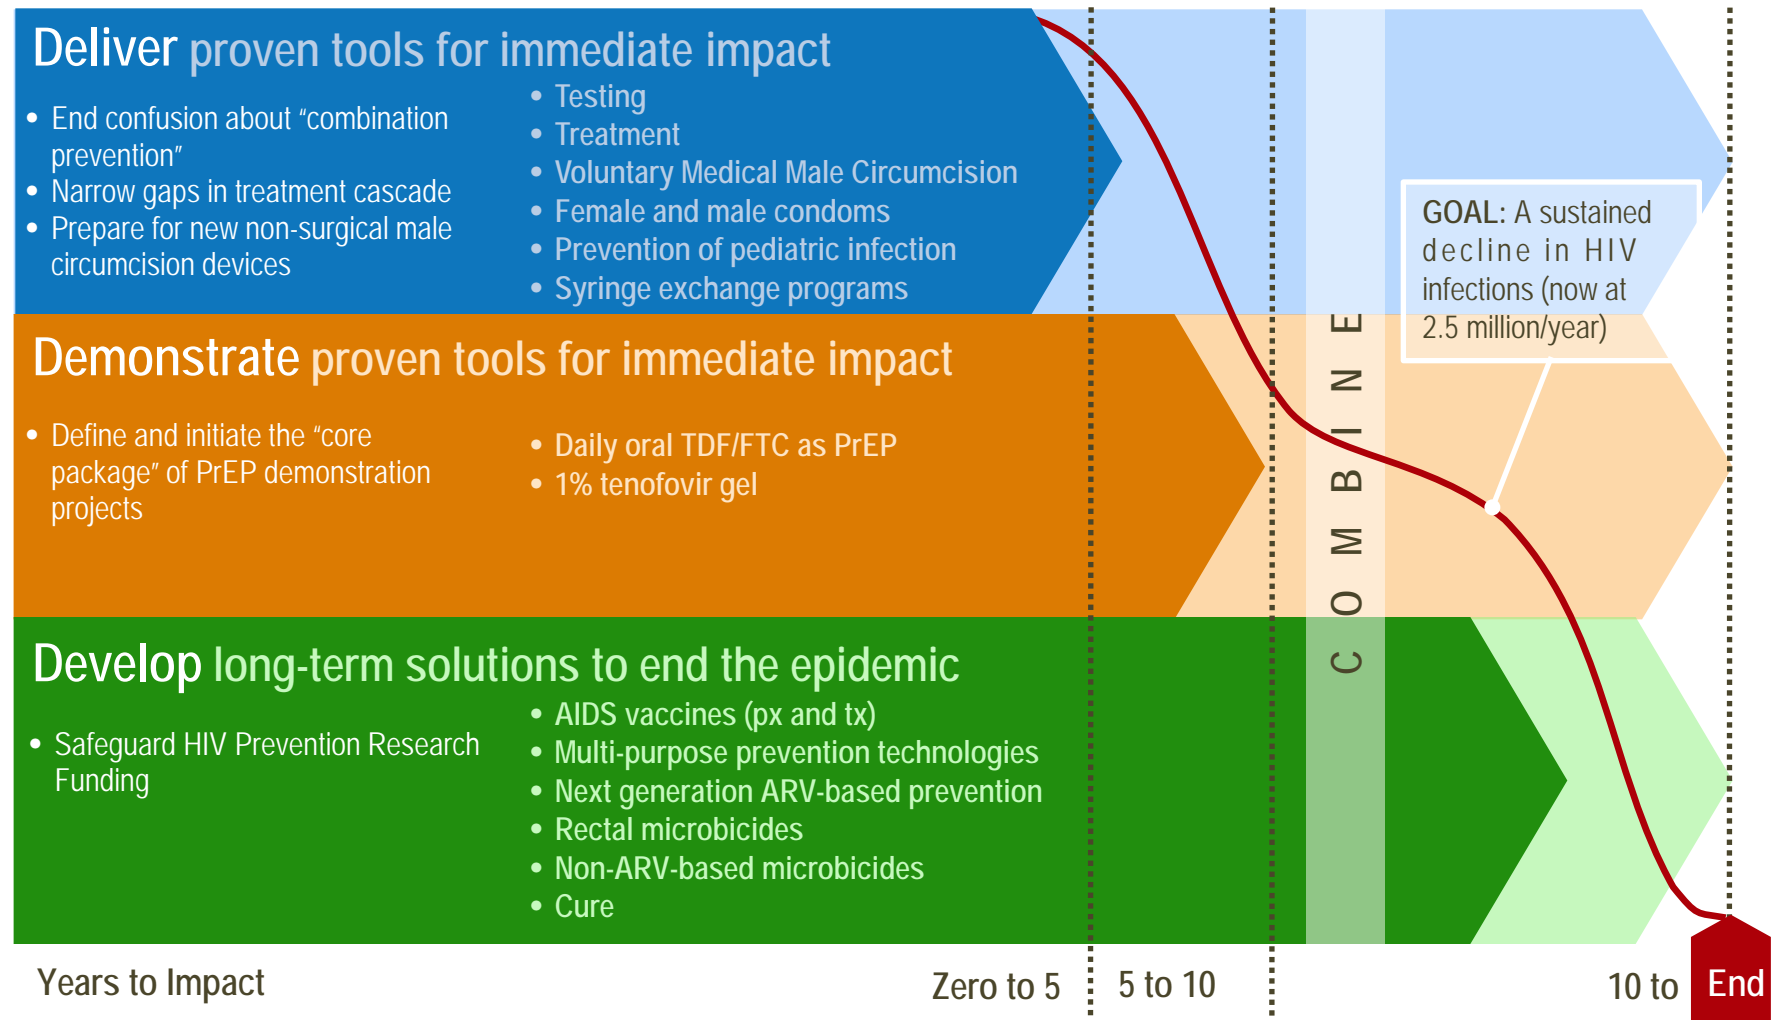 Deliver proven tools for immediate impact
• End confusion about “combination
prevention”
• Narrow gaps in treatment cascade
• Prepare for new non-surgical male
circumcision devices
• Testing
• Treatment
• Voluntary Medical Male Circumcision
• Female and male condoms
• Prevention of pediatric infection
• Syringe exchange programs
Demonstrate proven tools for immediate impact
• Define and initiate the “core
package” of PrEP demonstration
projects
• Daily oral TDF/FTC as PrEP
• 1% tenofovir gel
Develop long-term solutions to end the epidemic
• Safeguard HIV Prevention Research
Funding
• AIDS vaccines (px and tx)
• Multi-purpose prevention technologies
• Next generation ARV-based prevention
• Rectal microbicides
• Non-ARV-based microbicides
• Cure
COMBINE
GOAL: A sustained
decline in HIV
infections (now at
2.5 million/year)
Years to Impact
Zero to 5
5 to 10
10 to
End